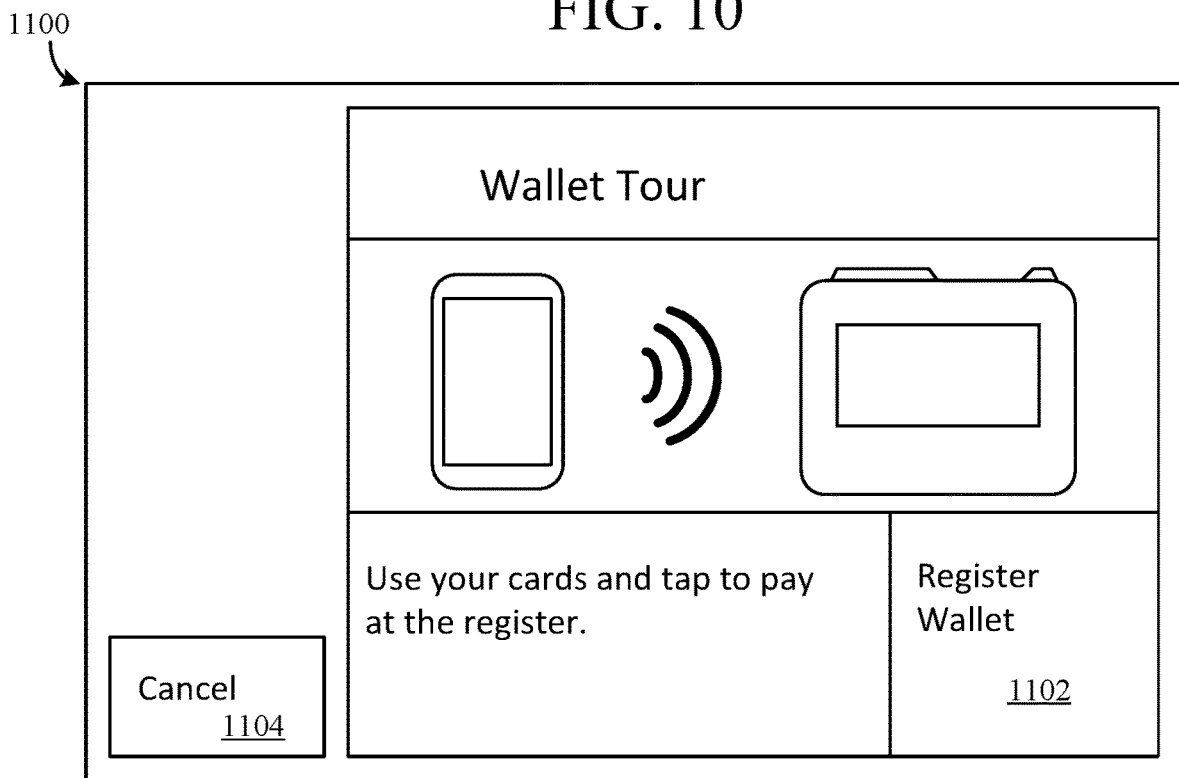 FIG. 10
1100
Wallet Tour
Use your cards and tap to pay
at the register.
Register
Wallet
1102
Cancel
1104